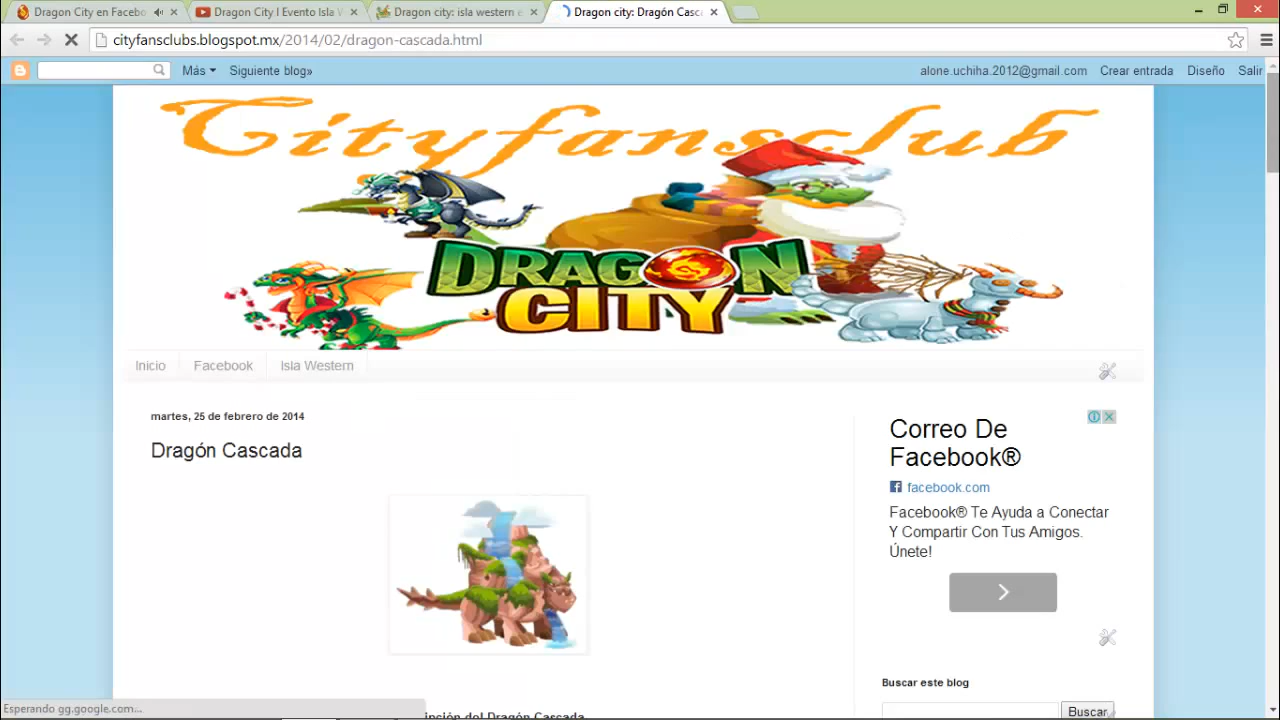 Dragon City en Facebo
Dragon City l Evento Isla V
Dragon city: isla western e
Dragon city: Dragón Casc
cityfansclubs.blogspot.mx/2014/02/dragon-cascada.html
Más
Siguiente blog»
alone.uchiha.2012@gmail.com
Crear entrada
Diseño
Salir
Cityfansclub
DRAGON
CITY
Inicio
Facebook
Isla Western
martes, 25 de febrero de 2014
Dragón Cascada
Correo De
Facebook®
facebook.com
Facebook® Te Ayuda a Conectar
Y Compartir Con Tus Amigos.
Únete!
Buscar este blog
Buscar
Esperando gg.google.com...
del Dragón Cascada